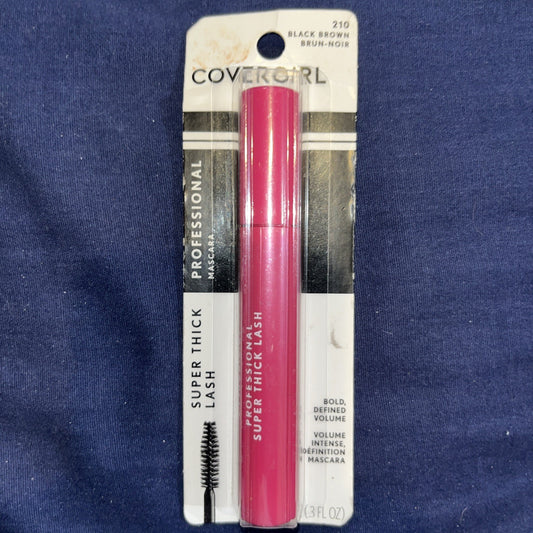 210
BLACK BROWN
BRUN-NOIR
COVERGIRL
PROFESSIONAL
MASCARA
SUPER THICK
LASH
PROFESSIONAL
SUPER THICK LASH
BOLD,
DEFINED
VOLUME
VOLUME
INTENSE,
DÉFINITION
MASCARA
(.3 FL OZ)